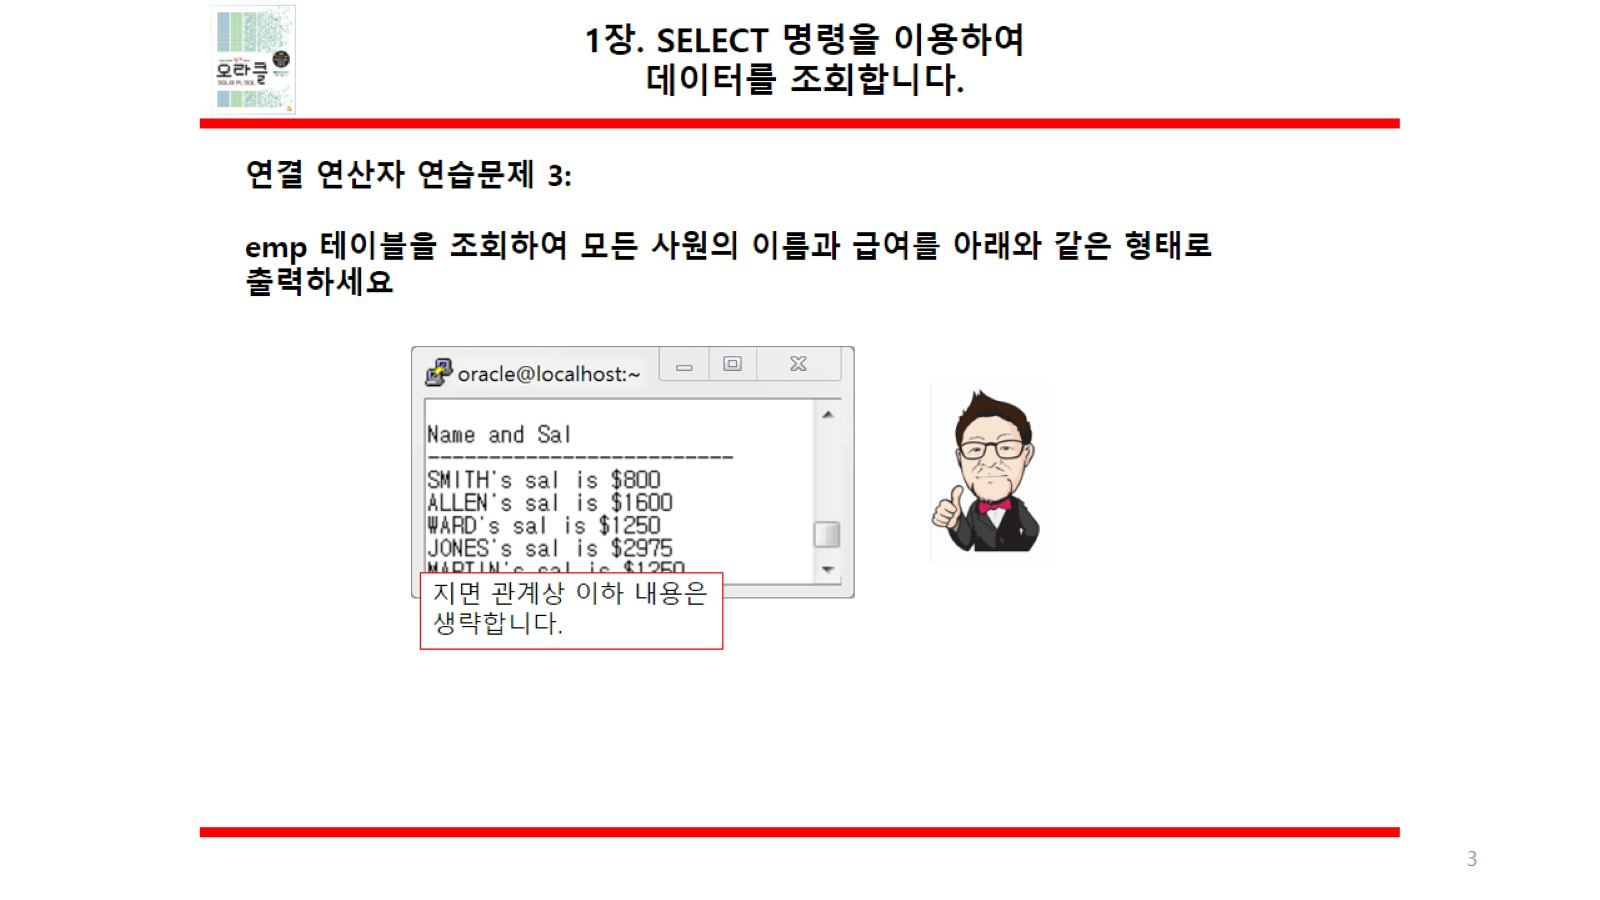 오라클
1장. SELECT 명령을 이용하여
데이터를 조회합니다.
연결 연산자 연습문제 3:
emp 테이블을 조회하여 모든 사원의 이름과 급여를 아래와 같은 형태로
출력하세요
oracle@localhost:~
Name and Sal
-------------------------
SMITH's sal is $800
ALLEN's sal is $1600
WARD's sal is $1250
JONES's sal is $2975
MARTIN's sal is $1250
지면 관계상 이하 내용은
생략합니다.
3